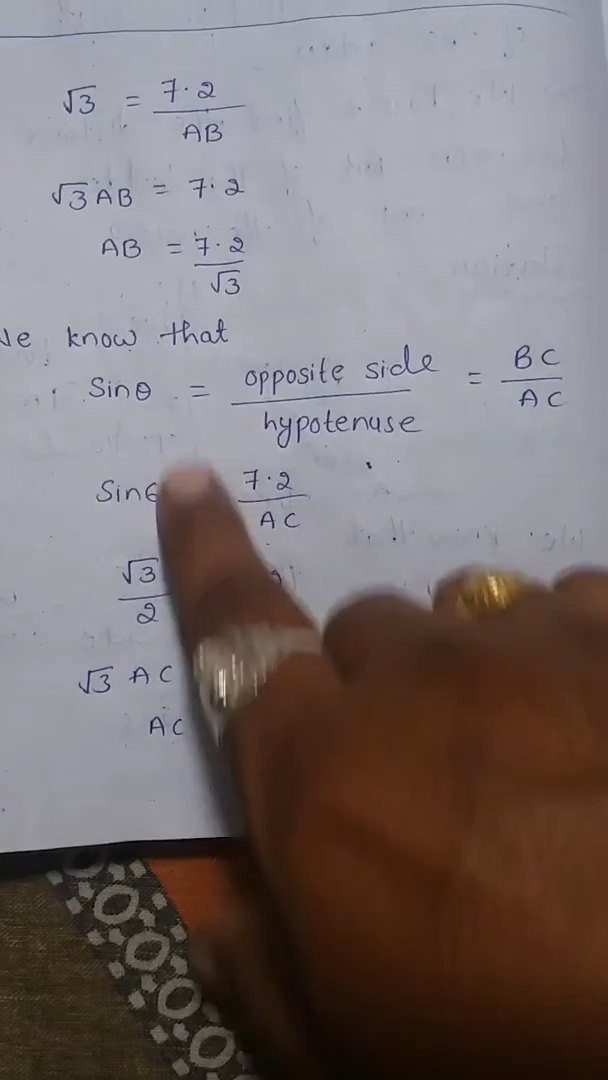 √3 = 7.2 / AB
√3 AB = 7.2
AB = 7.2 / √3
know that
Sinθ = opposite side / hypotenuse = BC / AC
7.2 / AC
√3 / 2
√3 AC
AC